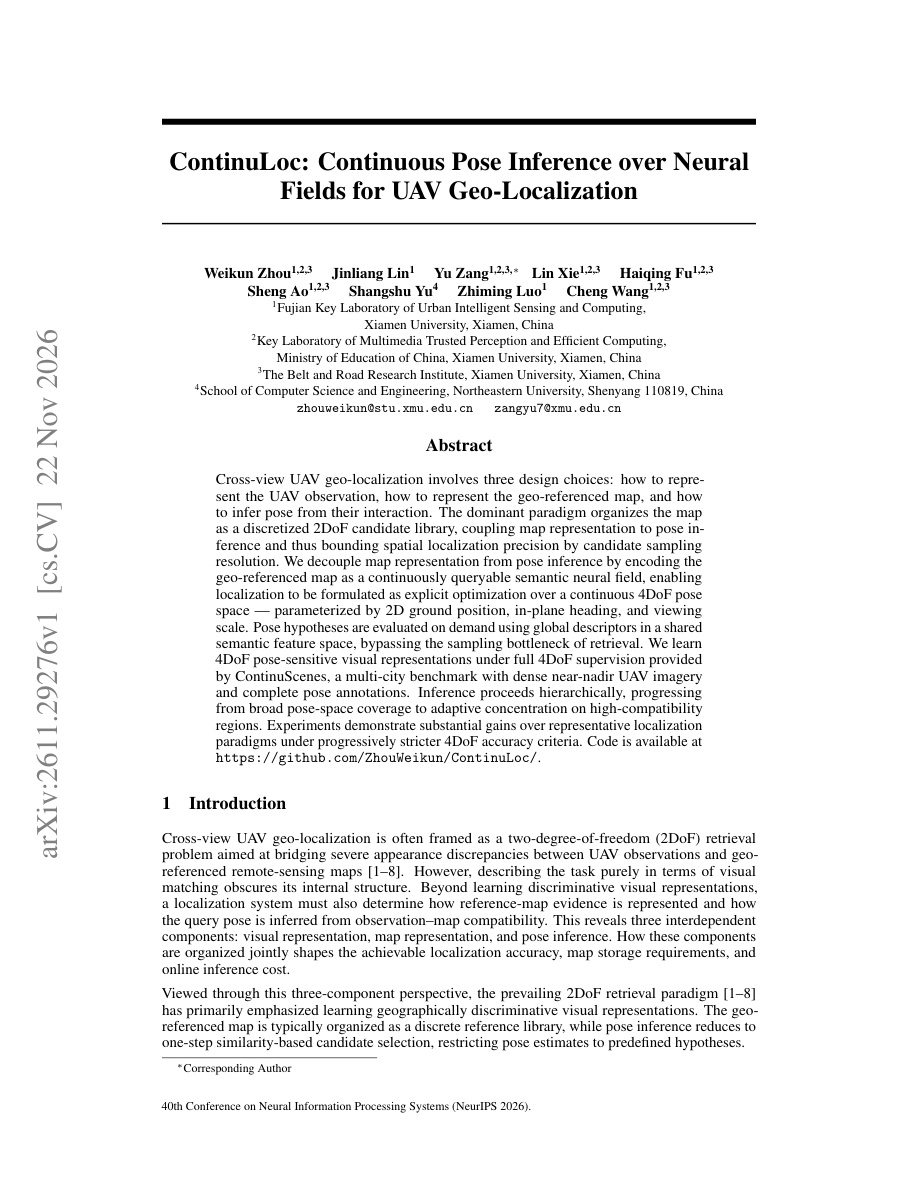 ContinuLoc: Continuous Pose Inference over Neural
Fields for UAV Geo-Localization
Weikun Zhou1,2,3 Jinliang Lin1 Yu Zang1,2,3,∗ Lin Xie1,2,3 Haiqing Fu1,2,3
Sheng Ao1,2,3 Shangshu Yu4 Zhiming Luo1 Cheng Wang1,2,3
1Fujian Key Laboratory of Urban Intelligent Sensing and Computing,
Xiamen University, Xiamen, China
2Key Laboratory of Multimedia Trusted Perception and Efficient Computing,
Ministry of Education of China, Xiamen University, Xiamen, China
3The Belt and Road Research Institute, Xiamen University, Xiamen, China
4School of Computer Science and Engineering, Northeastern University, Shenyang 110819, China
zhouweikun@stu.xmu.edu.cn zangyu7@xmu.edu.cn
Abstract
Cross-view UAV geo-localization involves three design choices: how to repre-
sent the UAV observation, how to represent the geo-referenced map, and how
to infer pose from their interaction. The dominant paradigm organizes the map
as a discretized 2DoF candidate library, coupling map representation to pose in-
ference and thus bounding spatial localization precision by candidate sampling
resolution. We decouple map representation from pose inference by encoding the
geo-referenced map as a continuously queryable semantic neural field, enabling
localization to be formulated as explicit optimization over a continuous 4DoF pose
space — parameterized by 2D ground position, in-plane heading, and viewing
scale. Pose hypotheses are evaluated on demand using global descriptors in a shared
semantic feature space, bypassing the sampling bottleneck of retrieval. We learn
4DoF pose-sensitive visual representations under full 4DoF supervision provided
by ContinuScenes, a multi-city benchmark with dense near-nadir UAV imagery
and complete pose annotations. Inference proceeds hierarchically, progressing
from broad pose-space coverage to adaptive concentration on high-compatibility
regions. Experiments demonstrate substantial gains over representative localization
paradigms under progressively stricter 4DoF accuracy criteria. Code is available at
https://github.com/ZhouWeikun/ContinuLoc/.
1 Introduction
Cross-view UAV geo-localization is often framed as a two-degree-of-freedom (2DoF) retrieval
problem aimed at bridging severe appearance discrepancies between UAV observations and geo-
referenced remote-sensing maps [1–8]. However, describing the task purely in terms of visual
matching obscures its internal structure. Beyond learning discriminative visual representations,
a localization system must also determine how reference-map evidence is represented and how
the query pose is inferred from observation–map compatibility. This reveals three interdependent
components: visual representation, map representation, and pose inference. How these components
are organized jointly shapes the achievable localization accuracy, map storage requirements, and
online inference cost.
Viewed through this three-component perspective, the prevailing 2DoF retrieval paradigm [1–8]
has primarily emphasized learning geographically discriminative visual representations. The geo-
referenced map is typically organized as a discrete reference library, while pose inference reduces to
one-step similarity-based candidate selection, restricting pose estimates to predefined hypotheses.
∗Corresponding Author
40th Conference on Neural Information Processing Systems (NeurIPS 2026).
arXiv:2611.29276v1 [cs.CV] 22 Nov 2026